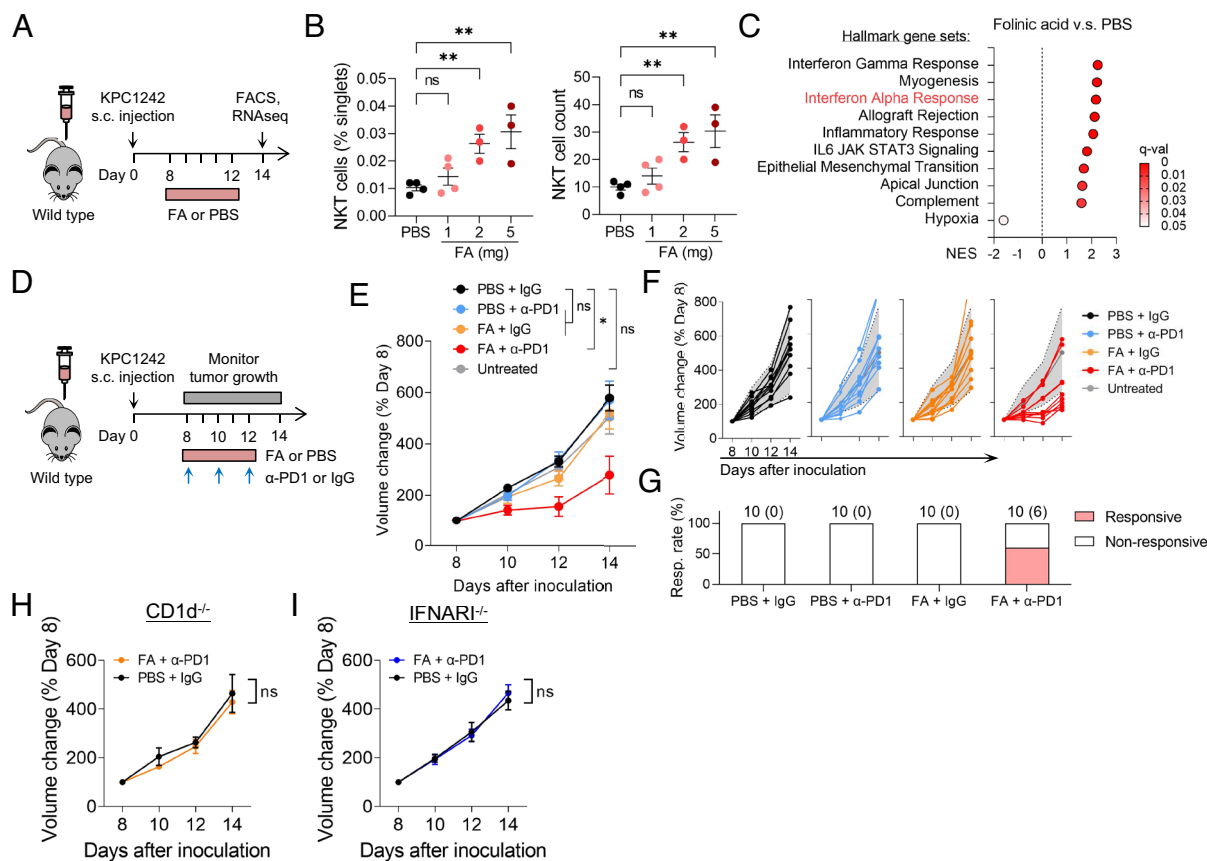 A
KPC1242
s.c. injection
FACS,
RNAseq
Day 0 8 10 12 14
FA or PBS
Wild type
B
NKT cells (% singlets)
0.05
0.04
0.03
0.02
0.01
0.00
ns
**
**
PBS 1 2 5
FA (mg)
NKT cell count
50
40
30
20
10
0
ns
**
**
PBS 1 2 5
FA (mg)
C
Folinic acid v.s. PBS
Hallmark gene sets:
Interferon Gamma Response
Myogenesis
Interferon Alpha Response
Allograft Rejection
Inflammatory Response
IL6 JAK STAT3 Signaling
Epithelial Mesenchymal Transition
Apical Junction
Complement
Hypoxia
NES -2 -1 0 1 2 3
q-val
0
0.01
0.02
0.03
0.04
0.05
D
KPC1242
s.c. injection
Monitor
tumor growth
Day 0 8 10 12 14
FA or PBS
α-PD1 or IgG
Wild type
E
PBS + IgG
PBS + α-PD1
FA + IgG
FA + α-PD1
Untreated
ns
*
ns
Volume change (% Day 8)
800
600
400
200
0
8 10 12 14
Days after inoculation
F
Volume change (% Day 8)
800
600
400
200
0
8 10 12 14
Days after inoculation
PBS + IgG
PBS + α-PD1
FA + IgG
FA + α-PD1
Untreated
G
Resp. rate (%)
100
50
0
10 (0) 10 (0) 10 (0) 10 (6)
PBS + IgG PBS + α-PD1 FA + IgG FA + α-PD1
Responsive
Non-responsive
H
CD1d-/-
Volume change (% Day 8)
600
400
200
0
FA + α-PD1
PBS + IgG
ns
8 10 12 14
Days after inoculation
I
IFNARI-/-
Volume change (% Day 8)
600
400
200
0
FA + α-PD1
PBS + IgG
ns
8 10 12 14
Days after inoculation